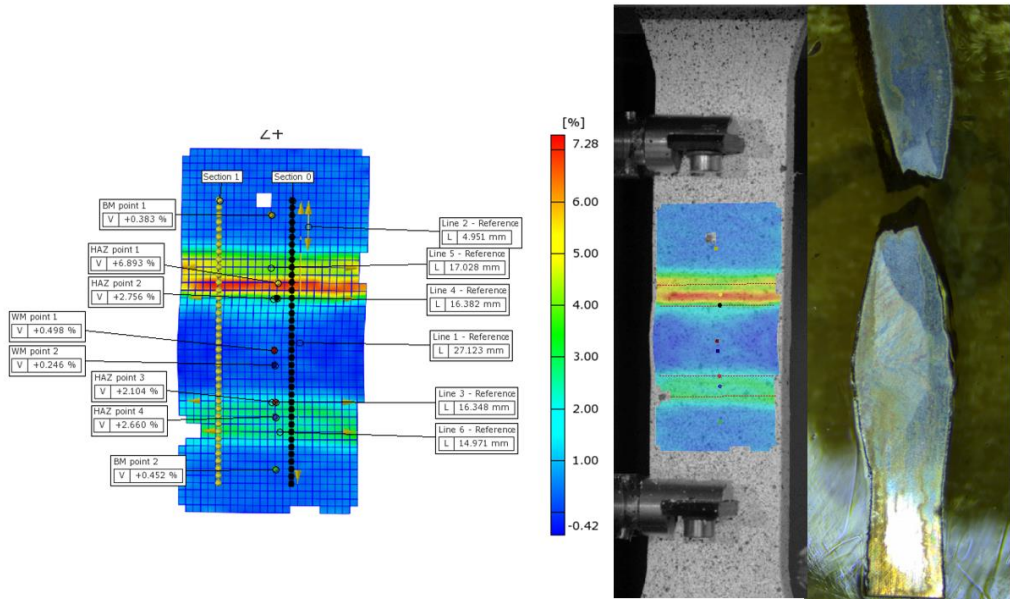 ∠+
Section 1
Section 0
BM point 1
V +0.383 %
HAZ point 1
V +6.893 %
HAZ point 2
V +2.756 %
WM point 1
V +0.498 %
WM point 2
V +0.246 %
HAZ point 3
V +2.104 %
HAZ point 4
V +2.660 %
BM point 2
V +0.452 %
Line 2 - Reference
L 4.951 mm
Line 5 - Reference
L 17.028 mm
Line 4 - Reference
L 16.382 mm
Line 1 - Reference
L 27.123 mm
Line 3 - Reference
L 16.348 mm
Line 6 - Reference
L 14.971 mm
[%]
7.28
6.00
5.00
4.00
3.00
2.00
1.00
-0.42